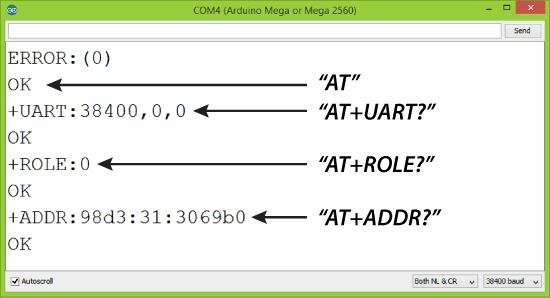 COM4 (Arduino Mega or Mega 2560)
Send
ERROR:(0)
OK “AT”
+UART:38400,0,0 “AT+UART?”
OK
+ROLE:0 “AT+ROLE?”
OK
+ADDR:98d3:31:3069b0 “AT+ADDR?”
OK
Autoscroll Both NL & CR 38400 baud